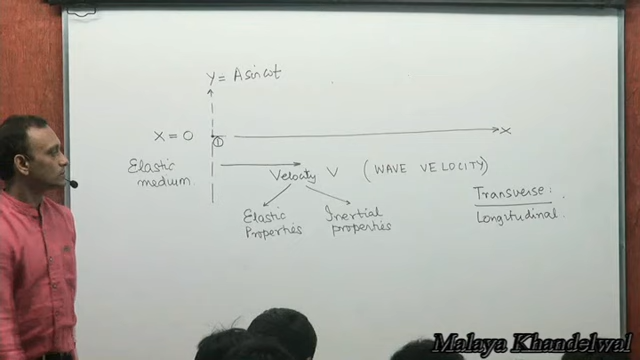 y = A sin ωt
x = 0
①
x
Elastic
medium
Velocity V (WAVE VELOCITY)
Elastic
Properties
Inertial
properties
Transverse:
Longitudinal.
Malaya Khandelwal